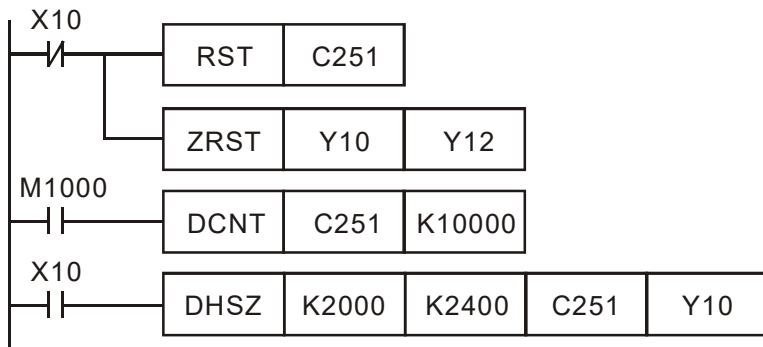 X10
RST C251
ZRST Y10 Y12
M1000
DCNT C251 K10000
X10
DHSZ K2000 K2400 C251 Y10